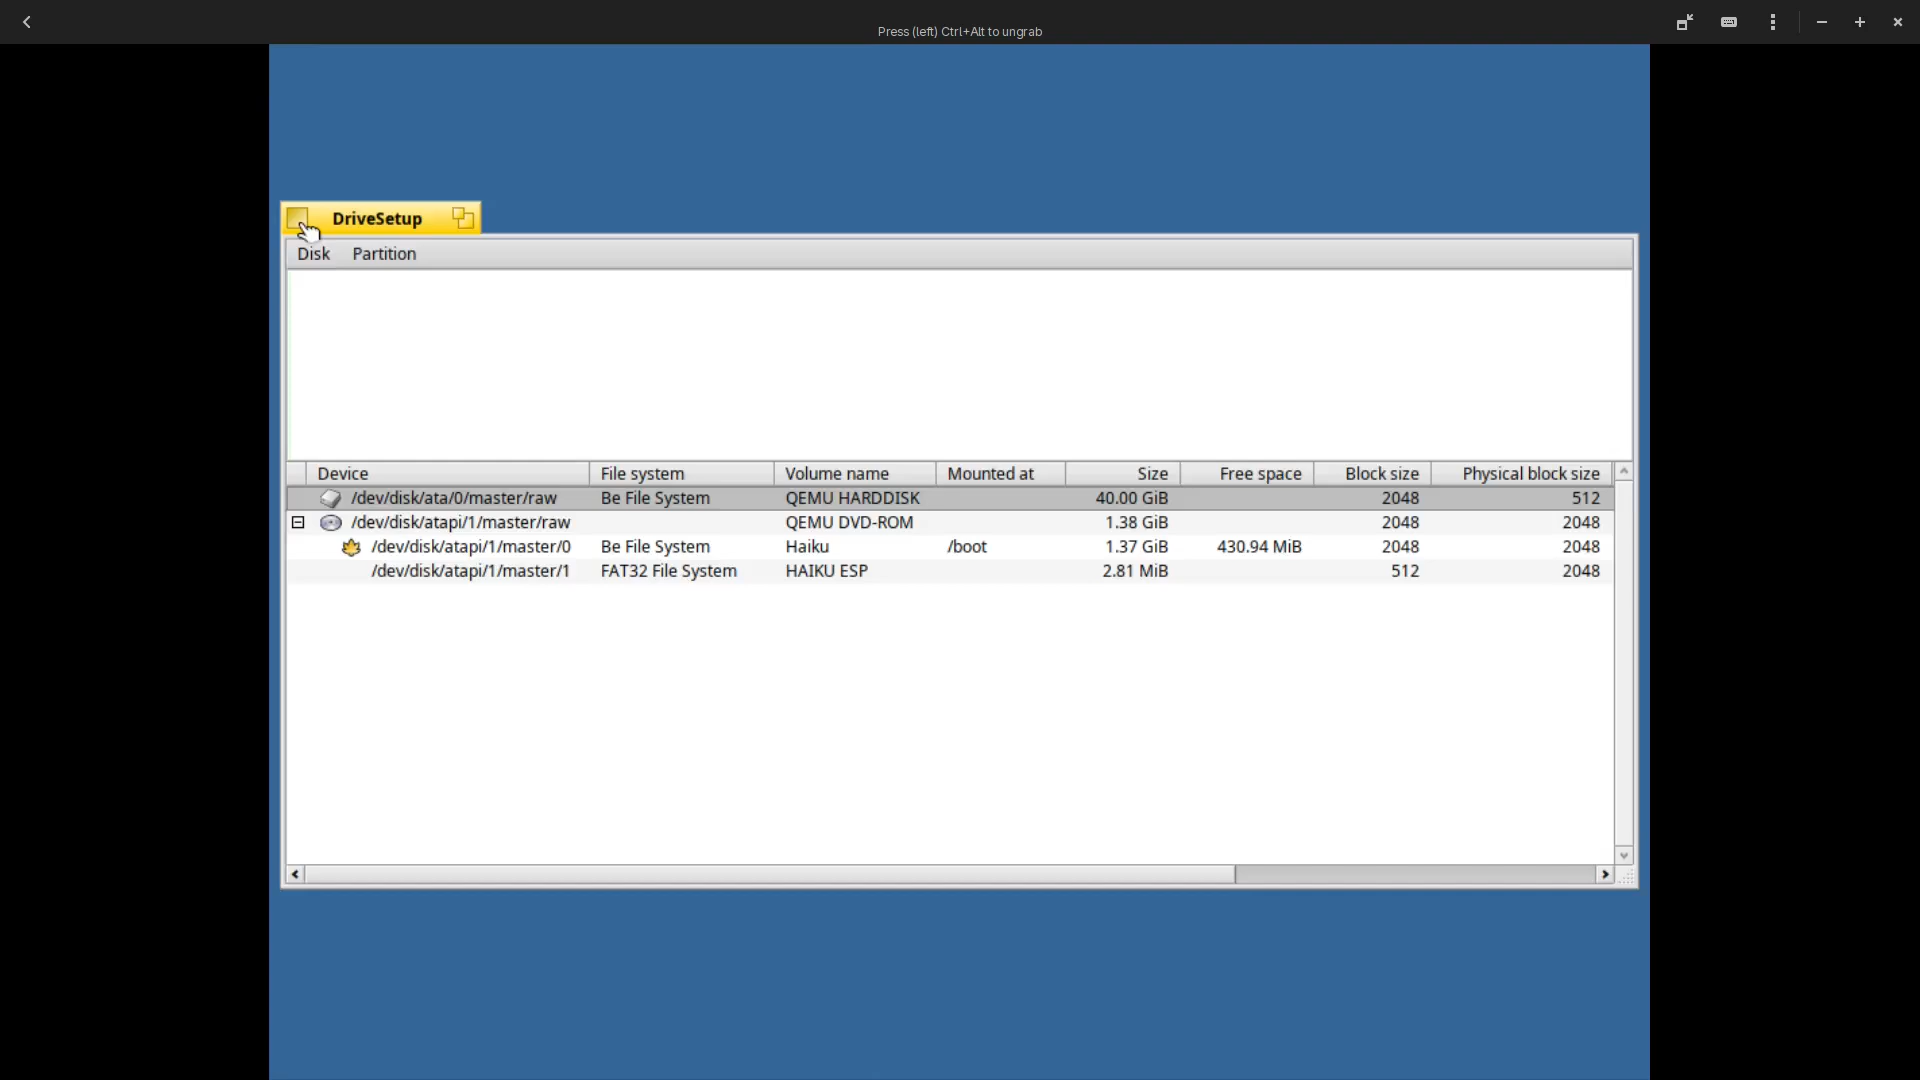 Press (left) Ctrl+Alt to ungrab
DriveSetup
Disk Partition
Device File system Volume name Mounted at Size Free space Block size Physical block size
/dev/disk/ata/0/master/raw Be File System QEMU HARDDISK 40.00 GiB 2048 512
/dev/disk/atapi/1/master/raw QEMU DVD-ROM 1.38 GiB 2048 2048
/dev/disk/atapi/1/master/0 Be File System Haiku /boot 1.37 GiB 430.94 MiB 2048 2048
/dev/disk/atapi/1/master/1 FAT32 File System HAIKU ESP 2.81 MiB 512 2048